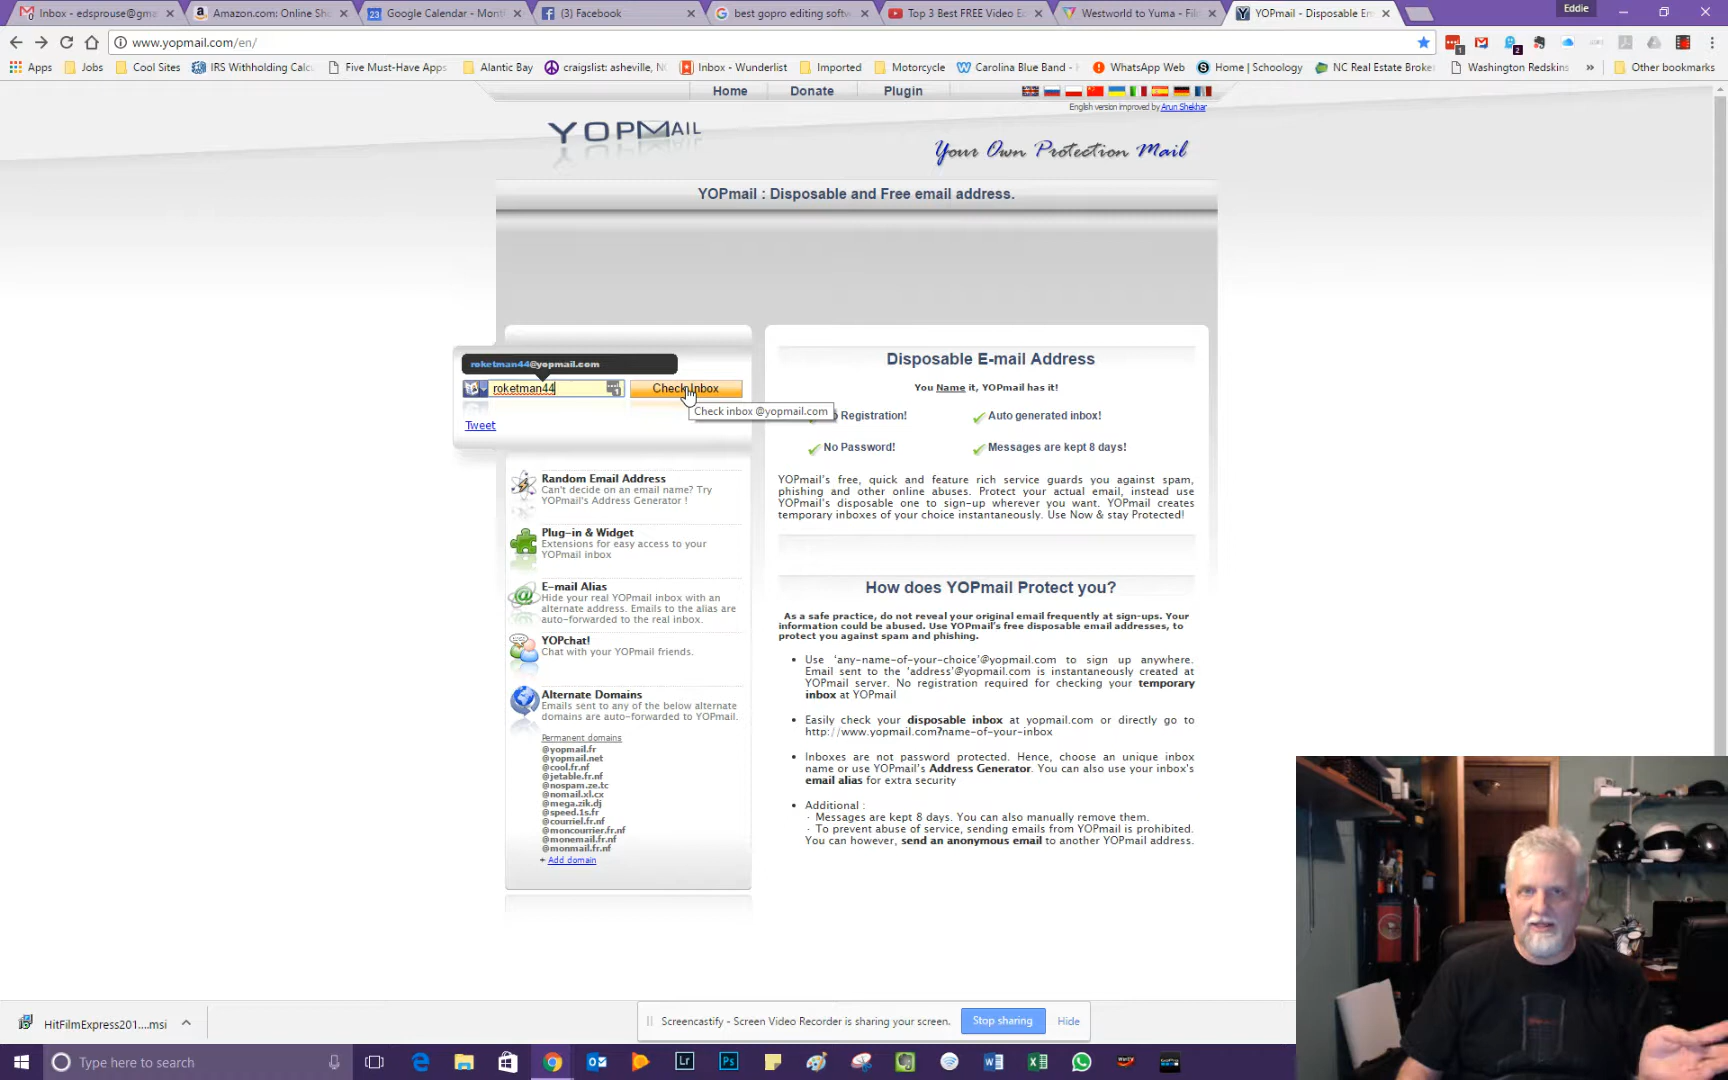 Inbox - edsprouse@gma
Amazon.com: Online Sho
Google Calendar - Mont
(3) Facebook
best gopro editing softw
Top 3 Best FREE Video Ed
Westworld to Yuma - Film
YOPmail - Disposable Em
Eddie
www.yopmail.com/en/
Apps
Jobs
Cool Sites
IRS Withholding Calcu
Five Must-Have Apps
Alantic Bay
craigslist: asheville, NC
Inbox - Wunderlist
Imported
Motorcycle
Carolina Blue Band -
WhatsApp Web
Home | Schoology
NC Real Estate Broker
Washington Redskins
»
Other bookmarks
Home
Donate
Plugin
English version improved by Arun Shekhar
YOPMAIL
Your Own Protection Mail
YOPmail : Disposable and Free email address.
roketman44@yopmail.com
roketman44
Check Inbox
Check inbox @yopmail.com
Tweet
Random Email Address
Can't decide on an email name? Try
YOPmail's Address Generator !
Plug-in & Widget
Extensions for easy access to your
YOPmail inbox
E-mail Alias
Hide your real YOPmail inbox with an
alternate address. Emails to the alias are
auto-forwarded to the real inbox.
YOPchat!
Chat with your YOPmail friends.
Alternate Domains
Emails sent to any of the below alternate
domains are auto-forwarded to YOPmail.
Permanent domains
@yopmail.fr
@yopmail.net
@cool.fr.nf
@jetable.fr.nf
@nospam.ze.tc
@nomail.xl.cx
@mega.zik.dj
@speed.1s.fr
@courriel.fr.nf
@moncourrier.fr.nf
@monemail.fr.nf
@monmail.fr.nf
+ Add domain
Disposable E-mail Address
You Name it, YOPmail has it!
Registration!
Auto generated inbox!
No Password!
Messages are kept 8 days!
YOPmail's free, quick and feature rich service guards you against spam,
phishing and other online abuses. Protect your actual email, instead use
YOPmail's disposable one to sign-up wherever you want. YOPmail creates
temporary inboxes of your choice instantaneously. Use Now & stay Protected!
How does YOPmail Protect you?
As a safe practice, do not reveal your original email frequently at sign-ups. Your
information could be abused. Use YOPmail's free disposable email addresses, to
protect you against spam and phishing.
• Use 'any-name-of-your-choice'@yopmail.com to sign up anywhere.
Email sent to the 'address'@yopmail.com is instantaneously created at
YOPmail server. No registration required for checking your temporary
inbox at YOPmail
• Easily check your disposable inbox at yopmail.com or directly go to
http://www.yopmail.com?name-of-your-inbox
• Inboxes are not password protected. Hence, choose an unique inbox
name or use YOPmail's Address Generator. You can also use your inbox's
email alias for extra security
• Additional :
· Messages are kept 8 days. You can also manually remove them.
· To prevent abuse of service, sending emails from YOPmail is prohibited.
You can however, send an anonymous email to another YOPmail address.
HitFilmExpress201....msi
Screencastify - Screen Video Recorder is sharing your screen.
Stop sharing
Hide
Type here to search
Lr
Ps